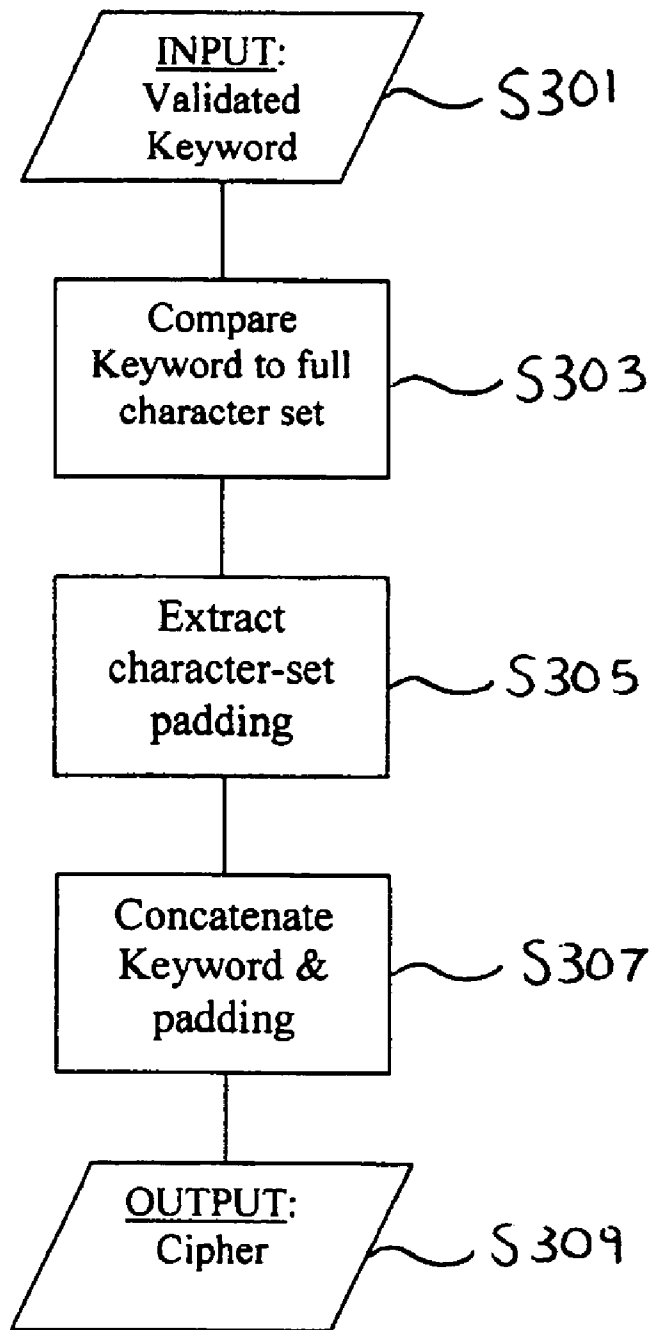 INPUT:
Validated
Keyword
S301
Compare
Keyword to full
character set
S303
Extract
character-set
padding
S305
Concatenate
Keyword &
padding
S307
OUTPUT:
Cipher
S309